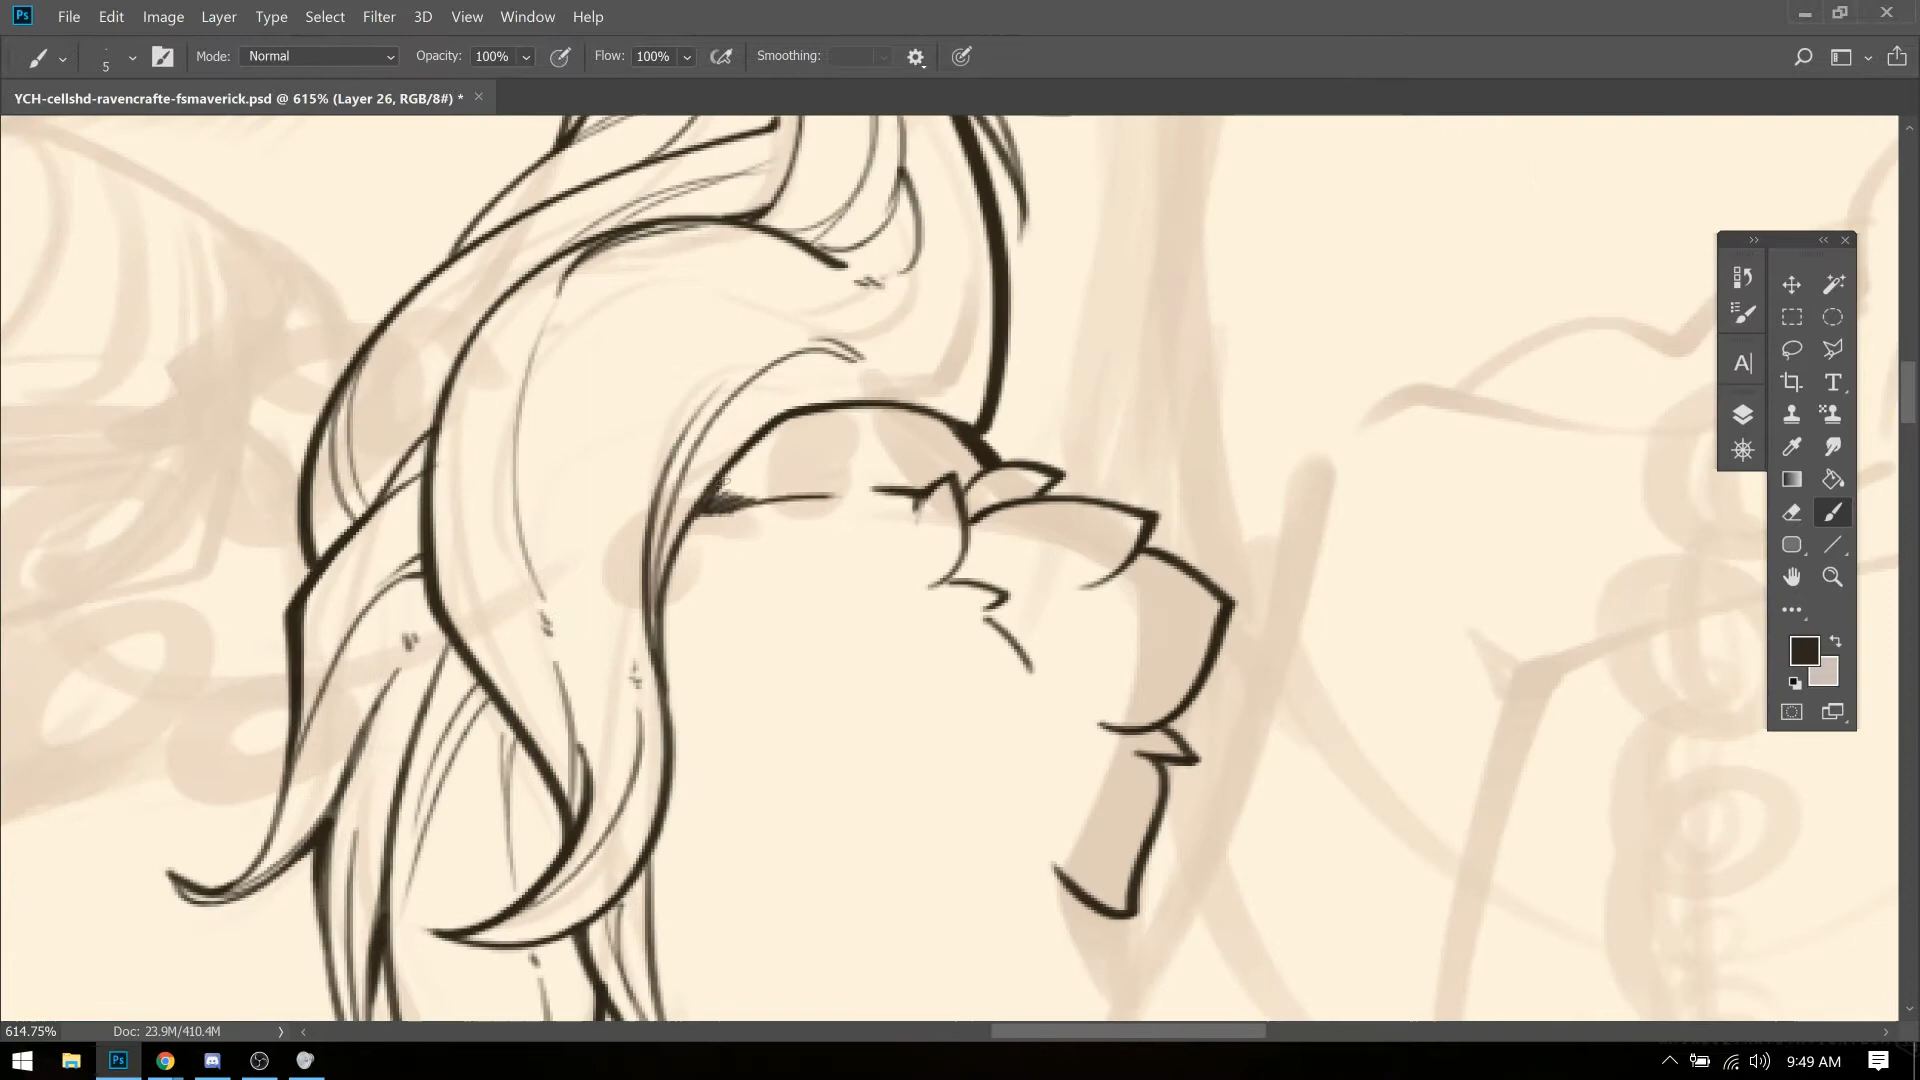 Ps File Edit Image Layer Type Select Filter 3D View Window Help
5 Mode: Normal Opacity: 100% Flow: 100% Smoothing:
YCH-cellshd-ravencrafte-fsmaverick.psd @ 615% (Layer 26, RGB/8#) *
A
T
614.75% Doc: 23.9M/410.4M
Ps 9:49 AM